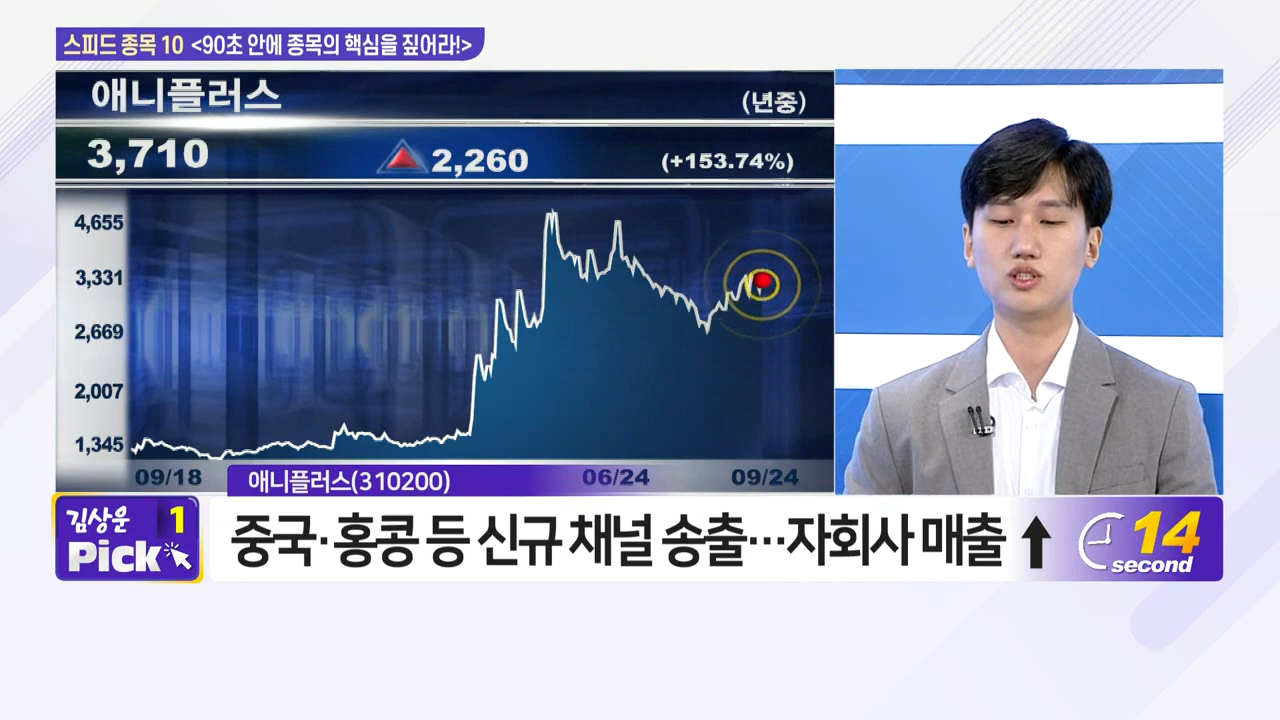 스피드 종목 10 <90초 안에 종목의 핵심을 짚어라!>
애니플러스
(년중)
3,710
2,260
(+153.74%)
4,655
3,331
2,669
2,007
1,345
09/18
06/24
09/24
애니플러스(310200)
김상운
1
Pick
중국·홍콩 등 신규 채널 송출…자회사 매출↑
14
second